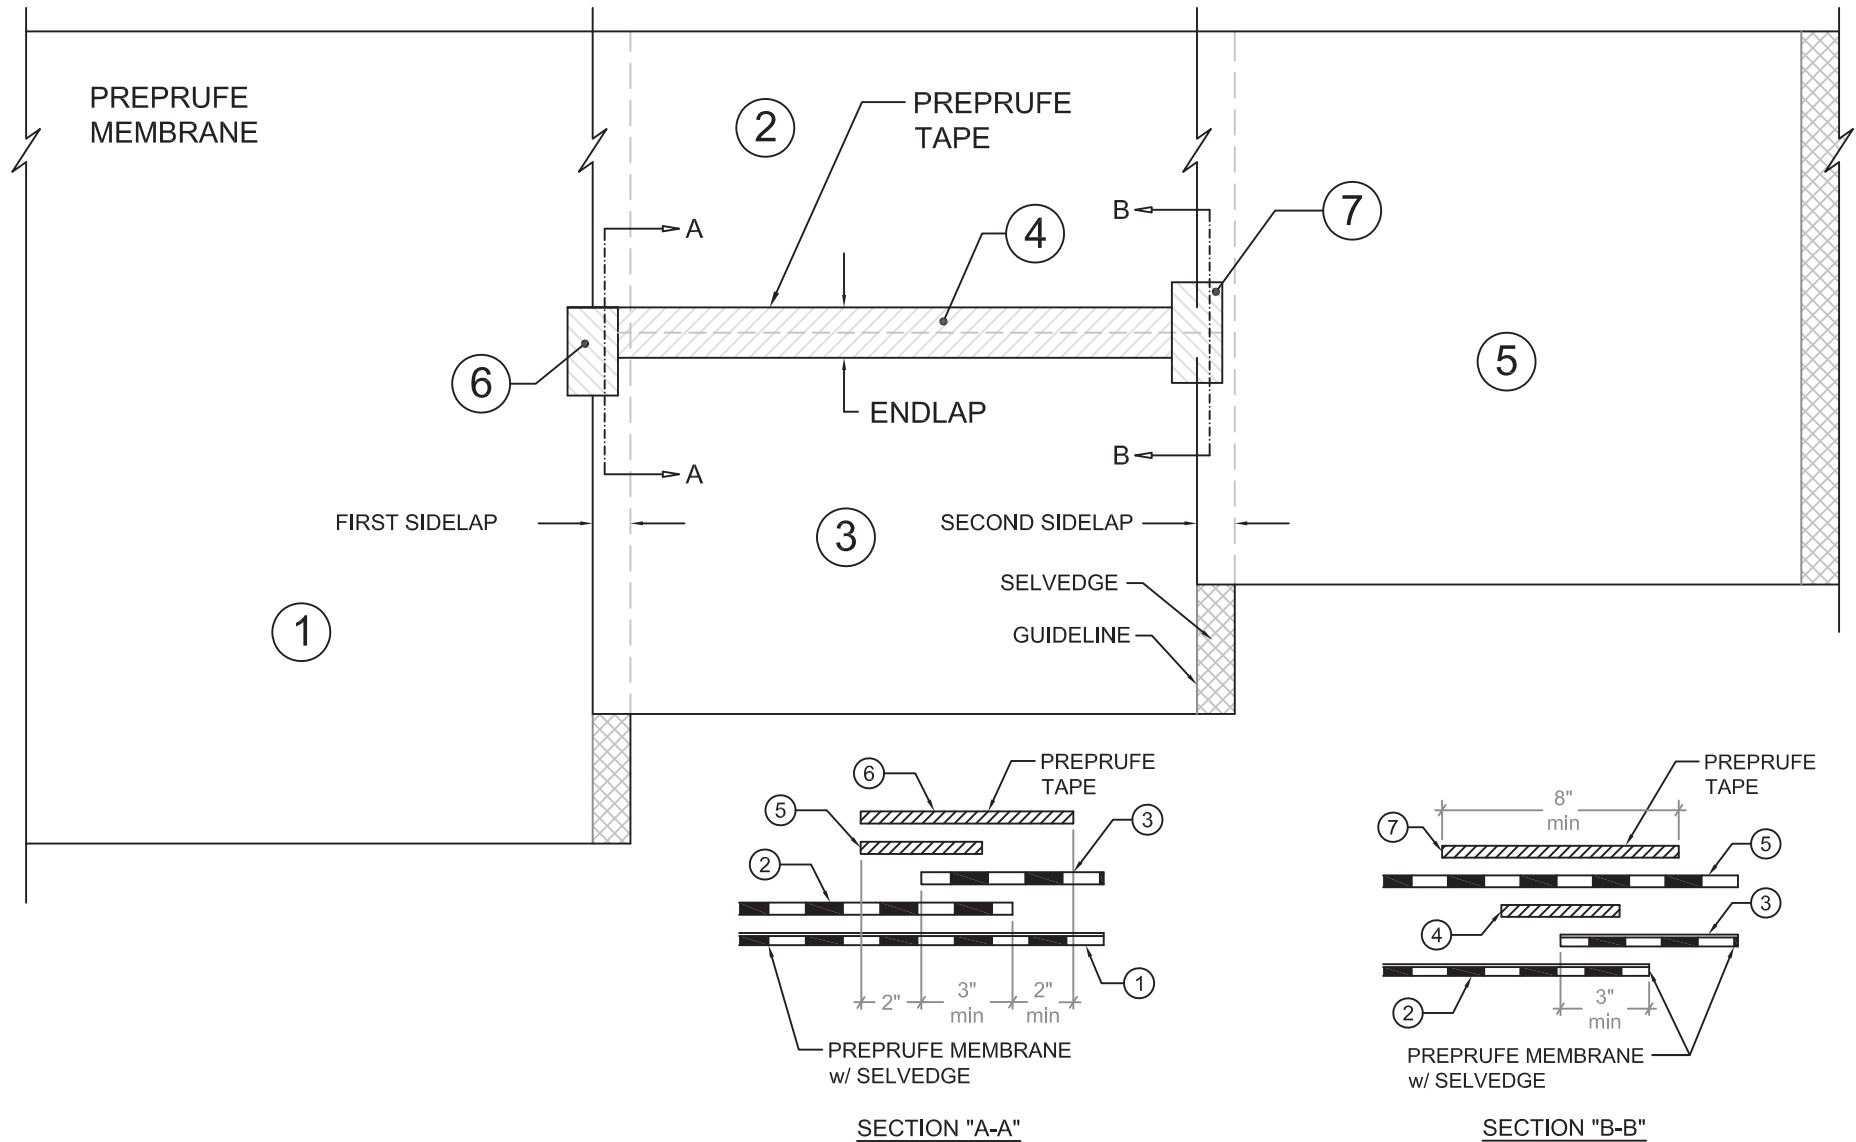 PREPRUFE
MEMBRANE
2
PREPRUFE
TAPE
A
4
B
7
6
5
ENDLAP
A
B
FIRST SIDELAP
3
SECOND SIDELAP
SELVEDGE
GUIDELINE
1
6
PREPRUFE
TAPE
5
3
2
1
2"
3"
min
2"
min
PREPRUFE MEMBRANE
w/ SELVEDGE
SECTION "A-A"
PREPRUFE
TAPE
8"
min
7
5
3
4
2
3"
min
PREPRUFE MEMBRANE
w/ SELVEDGE
SECTION "B-B"